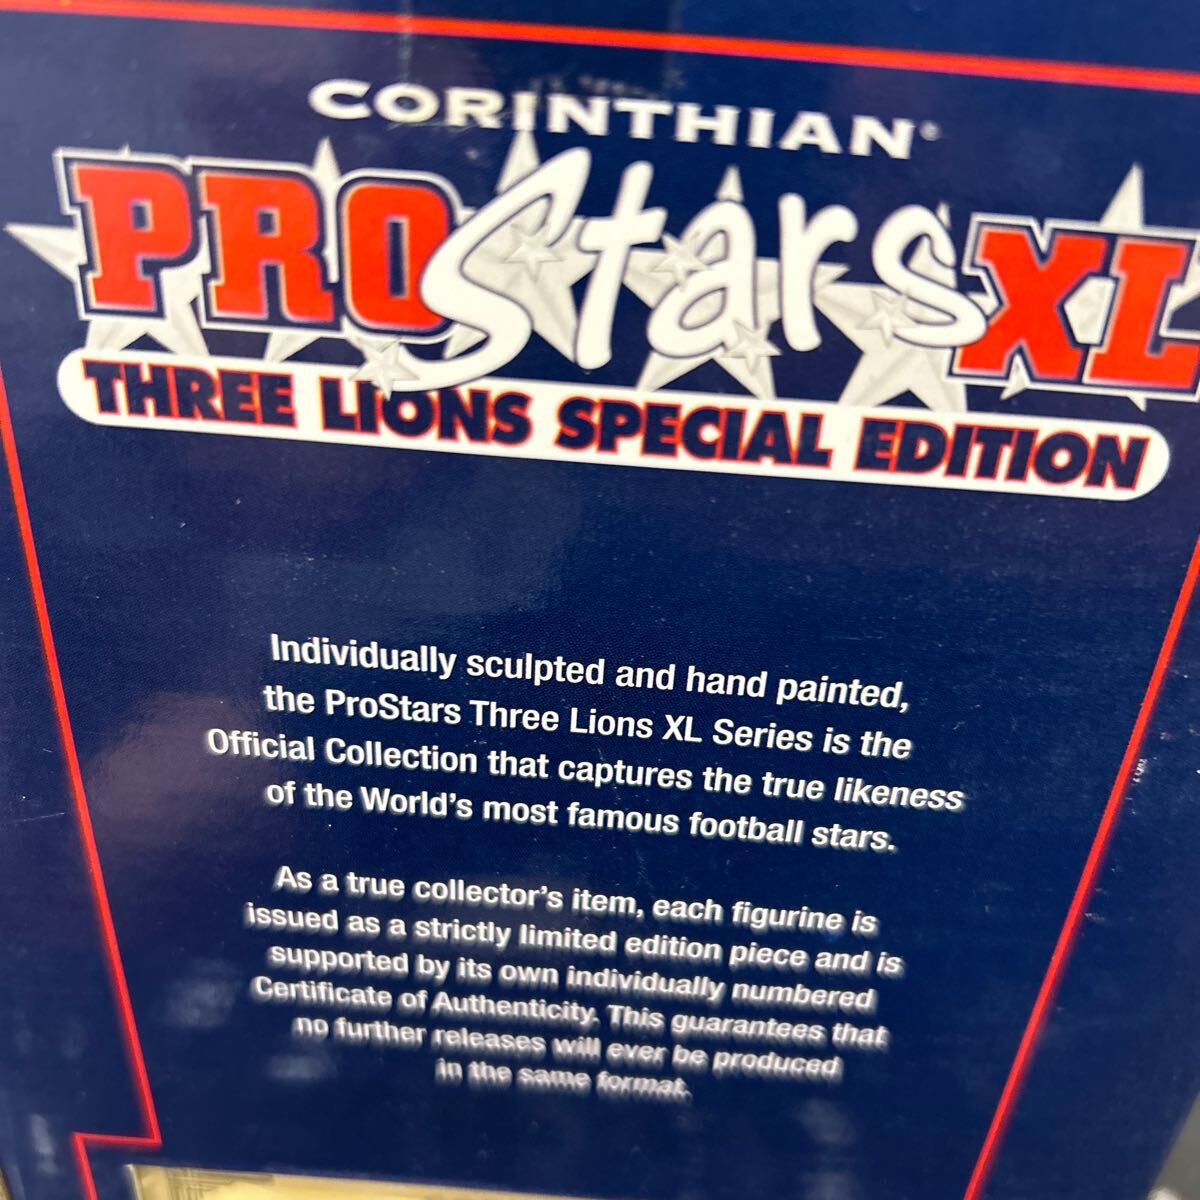 CORINTHIAN®
PROStarsXL
THREE LIONS SPECIAL EDITION
Individually sculpted and hand painted,
the ProStars Three Lions XL Series is the
Official Collection that captures the true likeness
of the World's most famous football stars.
As a true collector's item, each figurine is
issued as a strictly limited edition piece and is
supported by its own individually numbered
Certificate of Authenticity. This guarantees that
no further releases will ever be produced
in the same format.